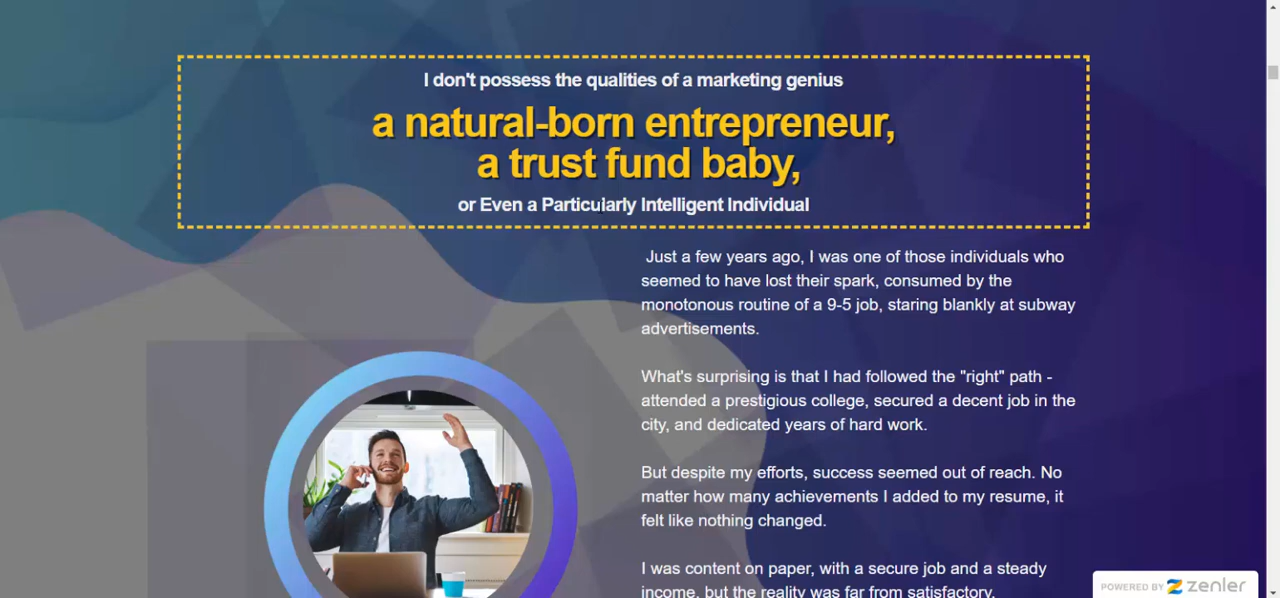 I don't possess the qualities of a marketing genius
a natural-born entrepreneur,
a trust fund baby,
or Even a Particularly Intelligent Individual
Just a few years ago, I was one of those individuals who
seemed to have lost their spark, consumed by the
monotonous routine of a 9-5 job, staring blankly at subway
advertisements.
What's surprising is that I had followed the "right" path -
attended a prestigious college, secured a decent job in the
city, and dedicated years of hard work.
But despite my efforts, success seemed out of reach. No
matter how many achievements I added to my resume, it
felt like nothing changed.
I was content on paper, with a secure job and a steady
income, but the reality was far from satisfactory.
POWERED BY zenler